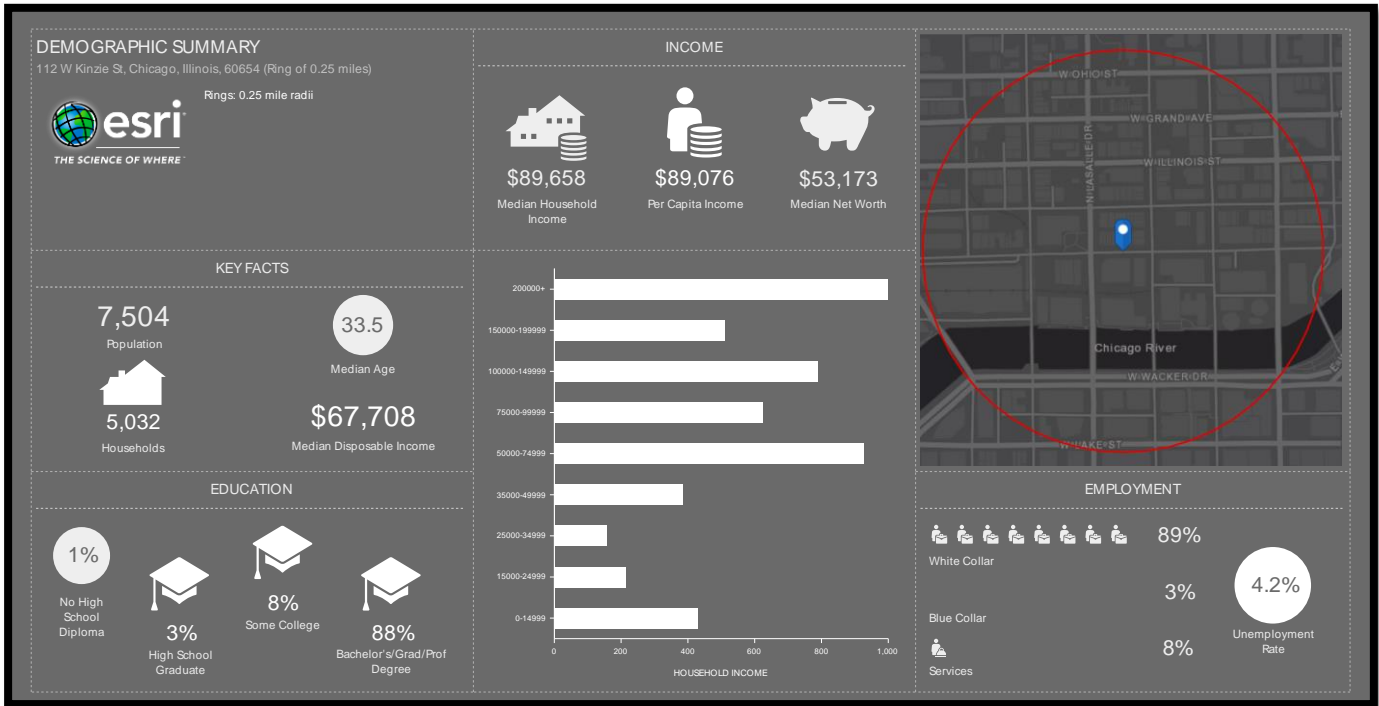 DEMOGRAPHIC SUMMARY
112 W Kinzie St, Chicago, Illinois, 60654 (Ring of 0.25 miles)
Rings: 0.25 mile radii
esri
THE SCIENCE OF WHERE
INCOME
$89,658
Median Household
Income
$89,076
Per Capita Income
$53,173
Median Net Worth
W OHIO ST
W GRAND AVE
N LASALLE DR
W ILLINOIS ST
Chicago River
W WACKER DR
W LAKE ST
KEY FACTS
7,504
Population
33.5
Median Age
5,032
Households
$67,708
Median Disposable Income
200000+
150000-199999
100000-149999
75000-99999
50000-74999
35000-49999
25000-34999
15000-24999
0-14999
0 200 400 600 800 1,000
HOUSEHOLD INCOME
EDUCATION
1%
No High
School
Diploma
3%
High School
Graduate
8%
Some College
88%
Bachelor's/Grad/Prof
Degree
EMPLOYMENT
89%
White Collar
3%
Blue Collar
8%
Services
4.2%
Unemployment
Rate